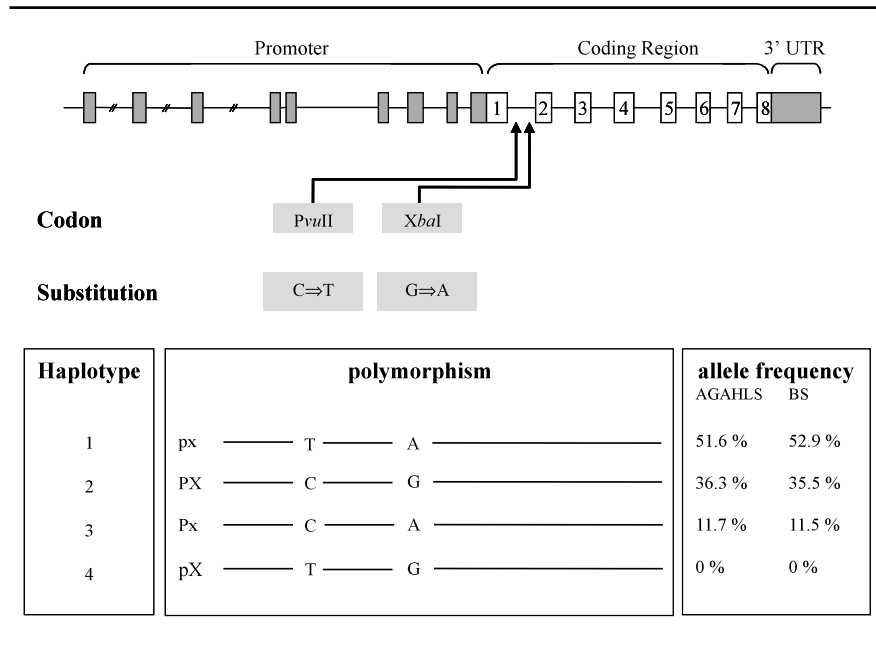 Promoter Coding Region 3’ UTR
1 2 3 4 5 6 7 8
Codon PvuII XbaI
Substitution C⇒T G⇒A
Haplotype polymorphism allele frequency
AGAHLS BS
1 px T A 51.6 % 52.9 %
2 PX C G 36.3 % 35.5 %
3 Px C A 11.7 % 11.5 %
4 pX T G 0 % 0 %